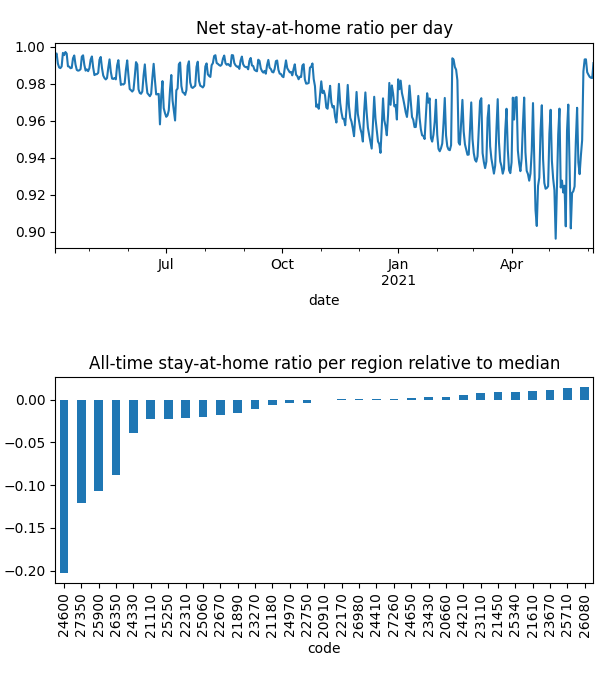 Net stay-at-home ratio per day
1.00
0.98
0.96
0.94
0.92
0.90
Jul Oct Jan Apr
2021
date
All-time stay-at-home ratio per region relative to median
0.00
−0.05
−0.10
−0.15
−0.20
24600 27350 25900 26350 24330 21110 25250 22310 25060 22670 21890 23270 21180 24970 22750 20910 22170 26980 24410 27260 24650 23430 20660 24210 23110 21450 25340 21610 23670 25710 26080
code